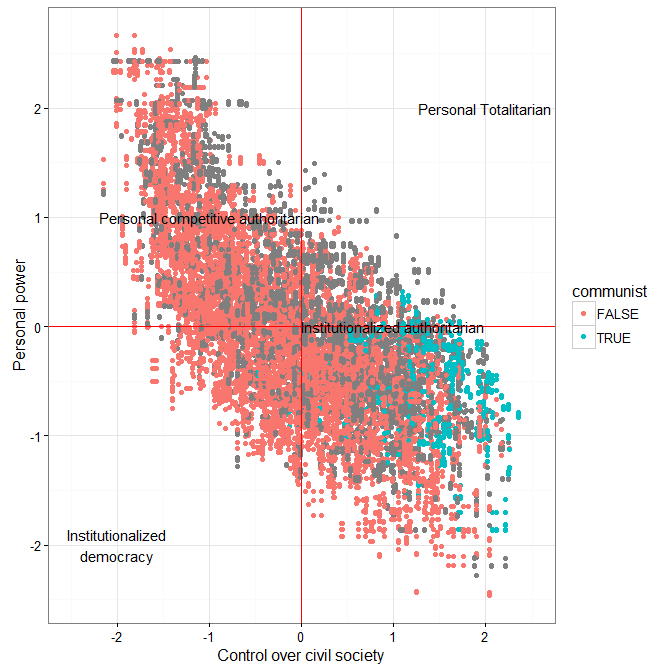 Personal Totalitarian
Personal competitive authoritarian
Institutionalized authoritarian
Institutionalized
democracy
2
1
0
-1
-2
Personal power
-2
-1
0
1
2
Control over civil society
communist
FALSE
TRUE